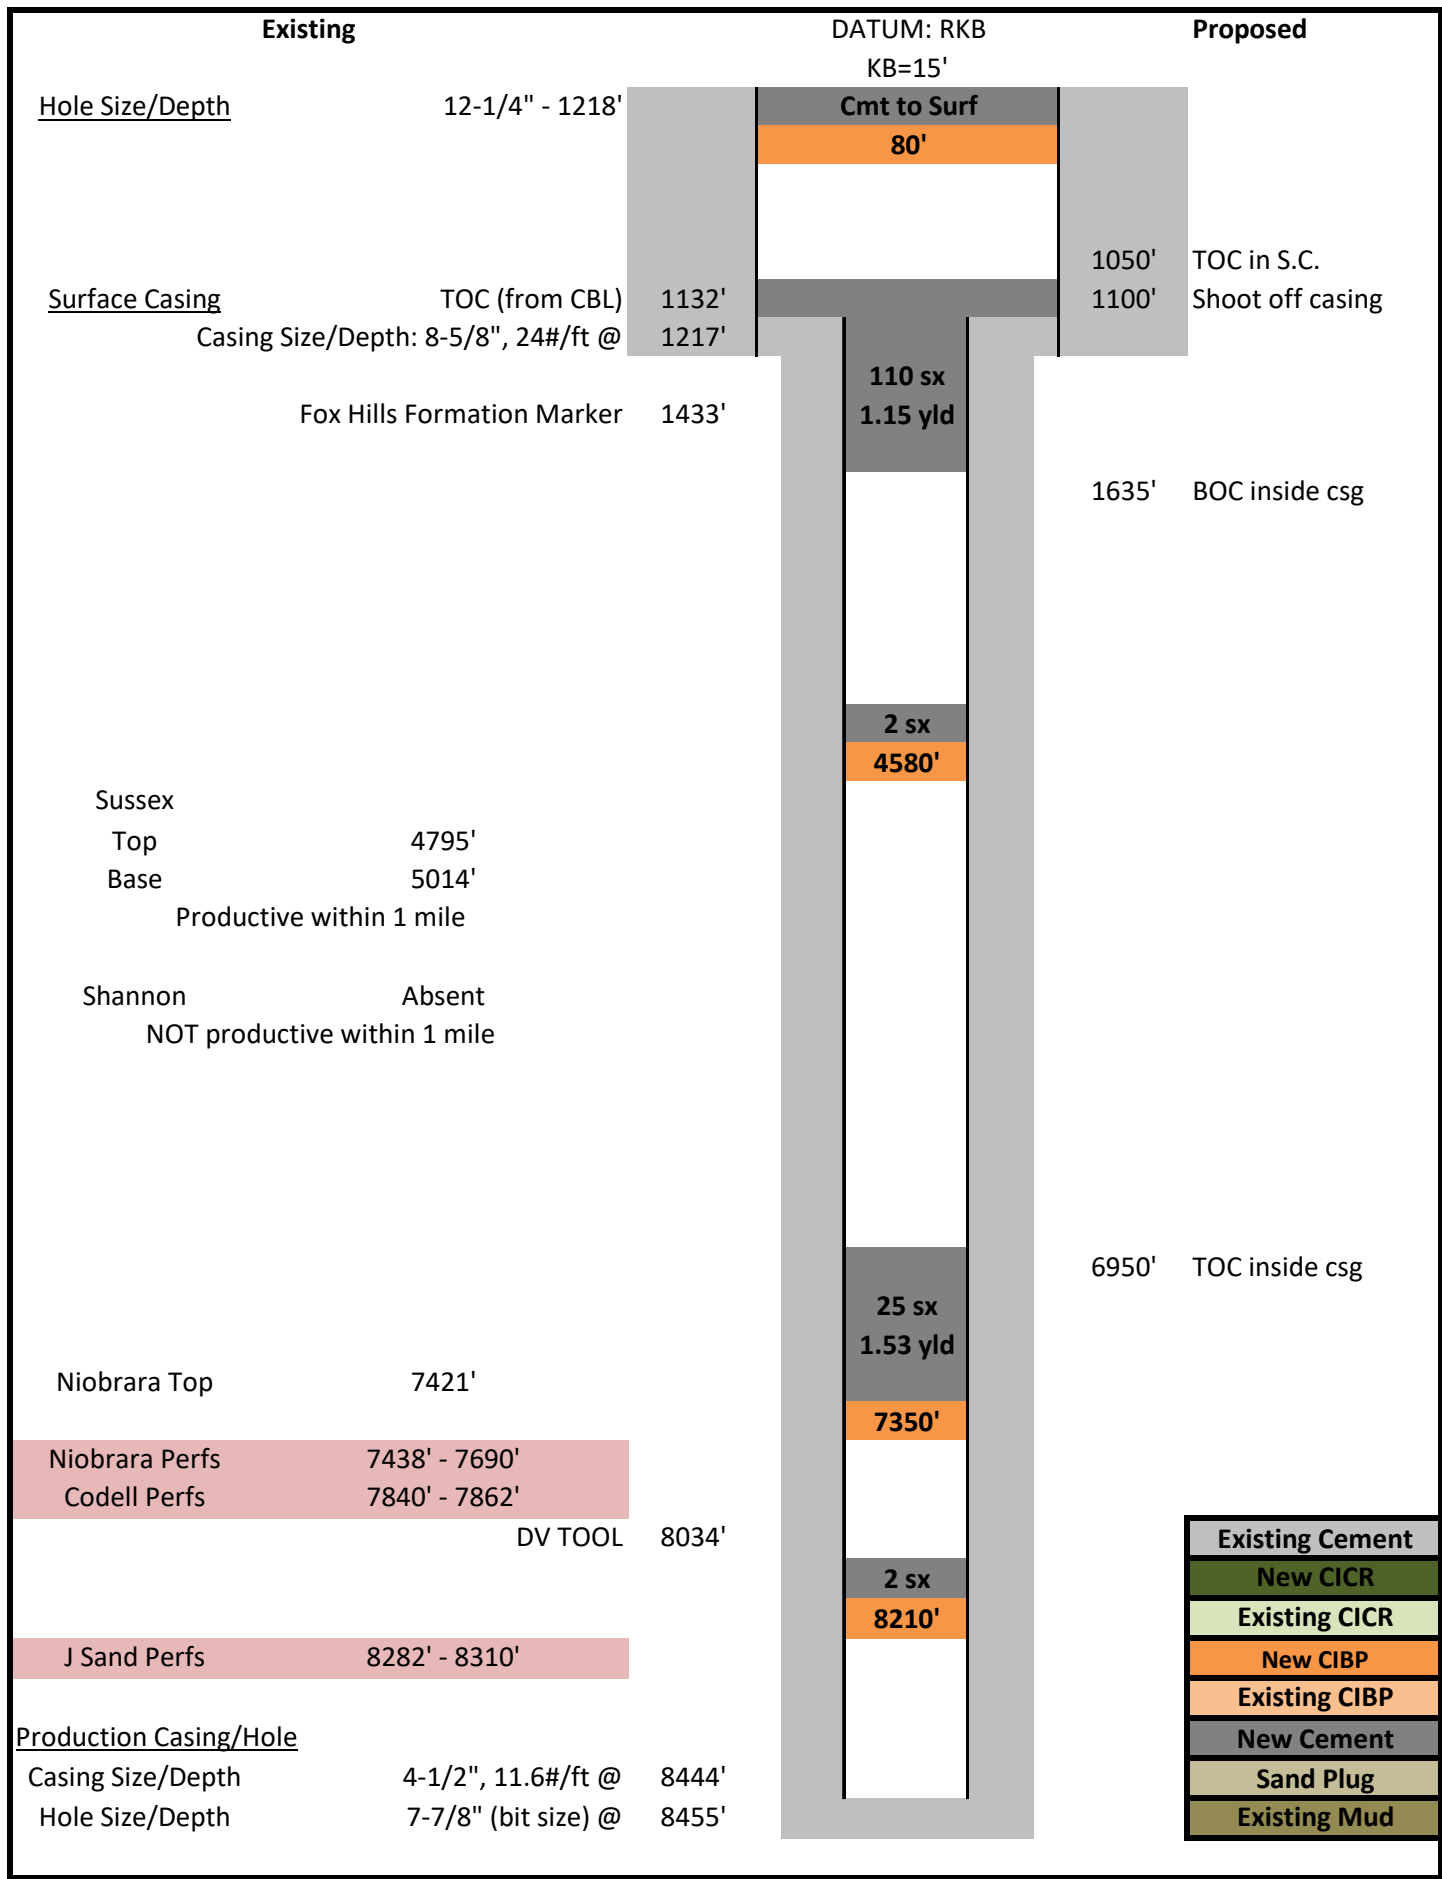 Existing DATUM: RKB Proposed
KB=15'
Hole Size/Depth 12-1/4" - 1218' Cmt to Surf
80'
1050' TOC in S.C.
Surface Casing TOC (from CBL) 1132' 1100' Shoot off casing
Casing Size/Depth: 8-5/8", 24#/ft @ 1217'
110 sx
Fox Hills Formation Marker 1433' 1.15 yld
1635' BOC inside csg
2 sx
4580'
Sussex
Top 4795'
Base 5014'
Productive within 1 mile
Shannon Absent
NOT productive within 1 mile
6950' TOC inside csg
25 sx
1.53 yld
Niobrara Top 7421'
7350'
Niobrara Perfs 7438' - 7690'
Codell Perfs 7840' - 7862'
DV TOOL 8034' Existing Cement
2 sx New CICR
8210' Existing CICR
J Sand Perfs 8282' - 8310' New CIBP
Existing CIBP
Production Casing/Hole New Cement
Casing Size/Depth 4-1/2", 11.6#/ft @ 8444' Sand Plug
Hole Size/Depth 7-7/8" (bit size) @ 8455' Existing Mud